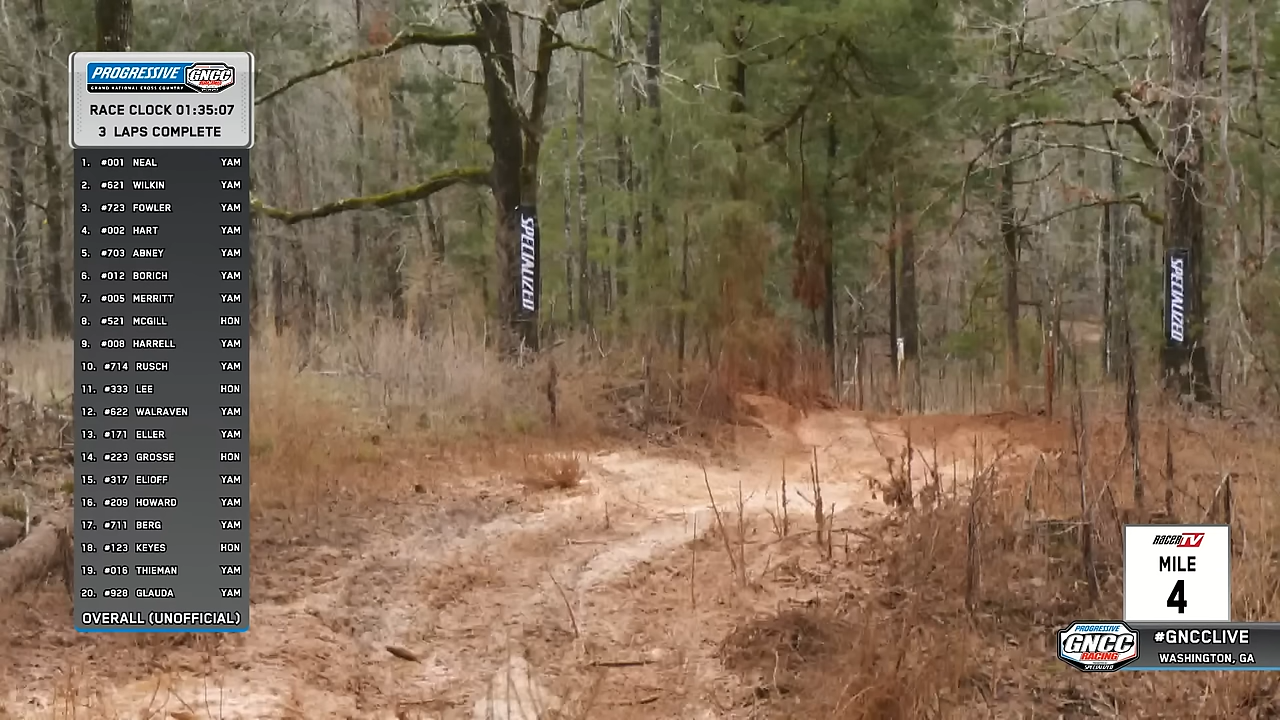 PROGRESSIVE GNCC RACING
GRAND NATIONAL CROSS COUNTRY
RACE CLOCK 01:35:07
3 LAPS COMPLETE
1. #001 NEAL YAM
2. #621 WILKIN YAM
3. #723 FOWLER YAM
4. #002 HART YAM
5. #703 ABNEY YAM
6. #012 BORICH YAM
7. #005 MERRITT YAM
8. #521 MCGILL HON
9. #008 HARRELL YAM
10. #714 RUSCH YAM
11. #333 LEE HON
12. #622 WALRAVEN YAM
13. #171 ELLER YAM
14. #223 GROSSE HON
15. #317 ELIOFF YAM
16. #209 HOWARD YAM
17. #711 BERG YAM
18. #123 KEYES HON
19. #016 THIEMAN YAM
20. #928 GLAUDA YAM
OVERALL (UNOFFICIAL)
SPECIALIZED
SPECIALIZED
RACER TV
MILE
4
PROGRESSIVE
GNCC
RACING
SPECIALIZED
#GNCCLIVE
WASHINGTON, GA